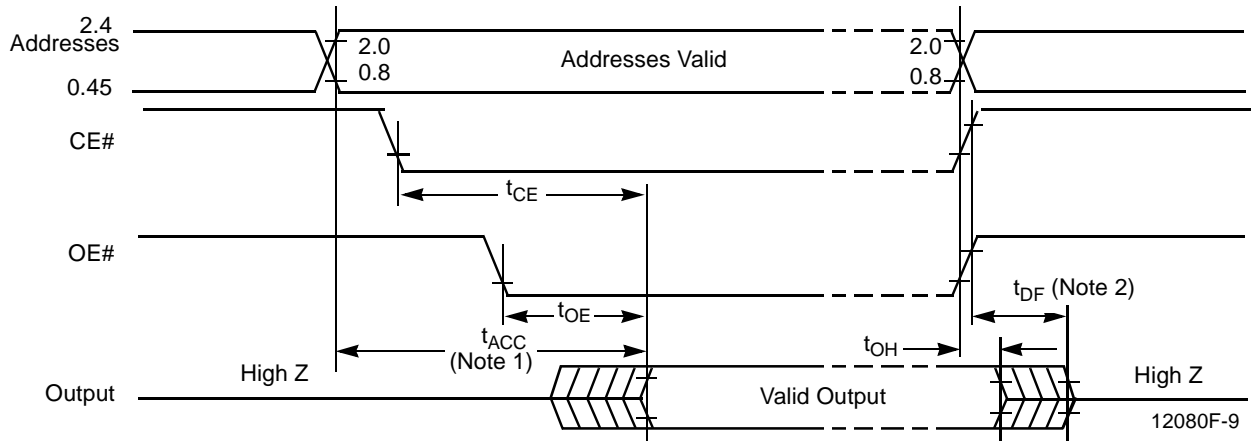 2.4
Addresses
0.45
2.0
0.8
Addresses Valid
2.0
0.8
CE#
tCE
OE#
tDF (Note 2)
tOE
tACC
(Note 1)
tOH
High Z
High Z
Output
Valid Output
12080F-9